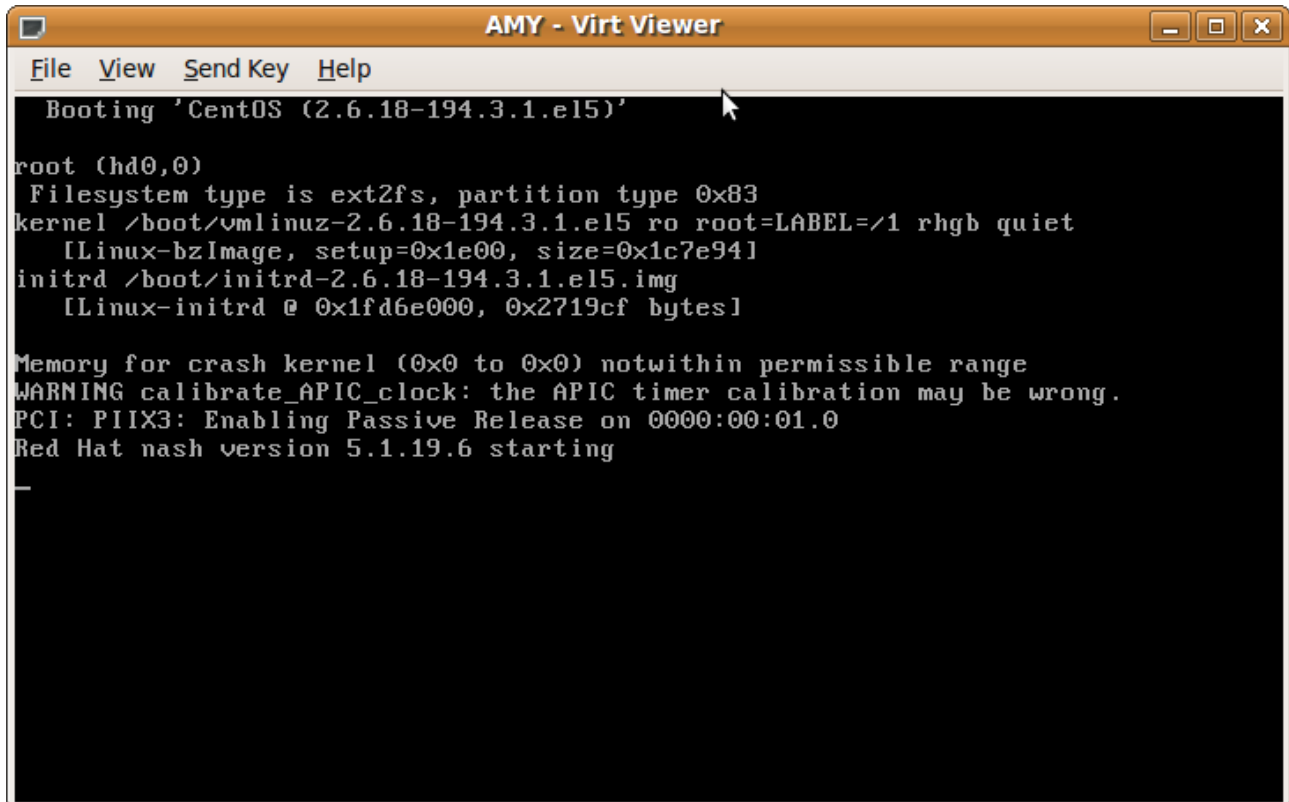 AMY - Virt Viewer
File View Send Key Help
Booting 'CentOS (2.6.18-194.3.1.el5)'
root (hd0,0)
Filesystem type is ext2fs, partition type 0x83
kernel /boot/vmlinuz-2.6.18-194.3.1.el5 ro root=LABEL=/1 rhgb quiet
[Linux-bzImage, setup=0x1e00, size=0x1c7e94]
initrd /boot/initrd-2.6.18-194.3.1.el5.img
[Linux-initrd @ 0x1fd6e000, 0x2719cf bytes]
Memory for crash kernel (0x0 to 0x0) notwithin permissible range
WARNING calibrate_APIC_clock: the APIC timer calibration may be wrong.
PCI: PIIX3: Enabling Passive Release on 0000:00:01.0
Red Hat nash version 5.1.19.6 starting